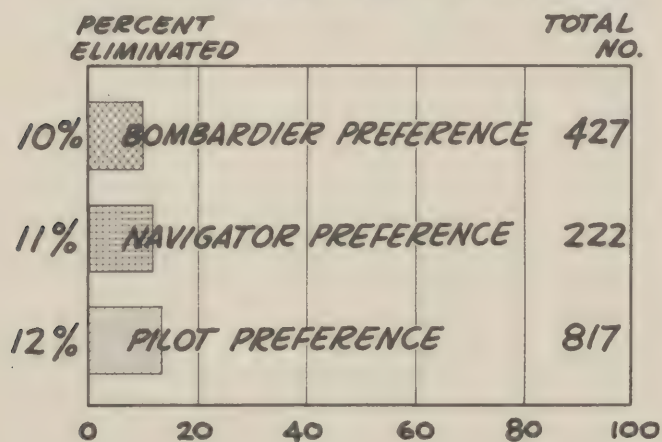 PERCENT ELIMINATED
TOTAL NO.
10% BOMBARDIER PREFERENCE 427
11% NAVIGATOR PREFERENCE 222
12% PILOT PREFERENCE 817
0 20 40 60 80 100